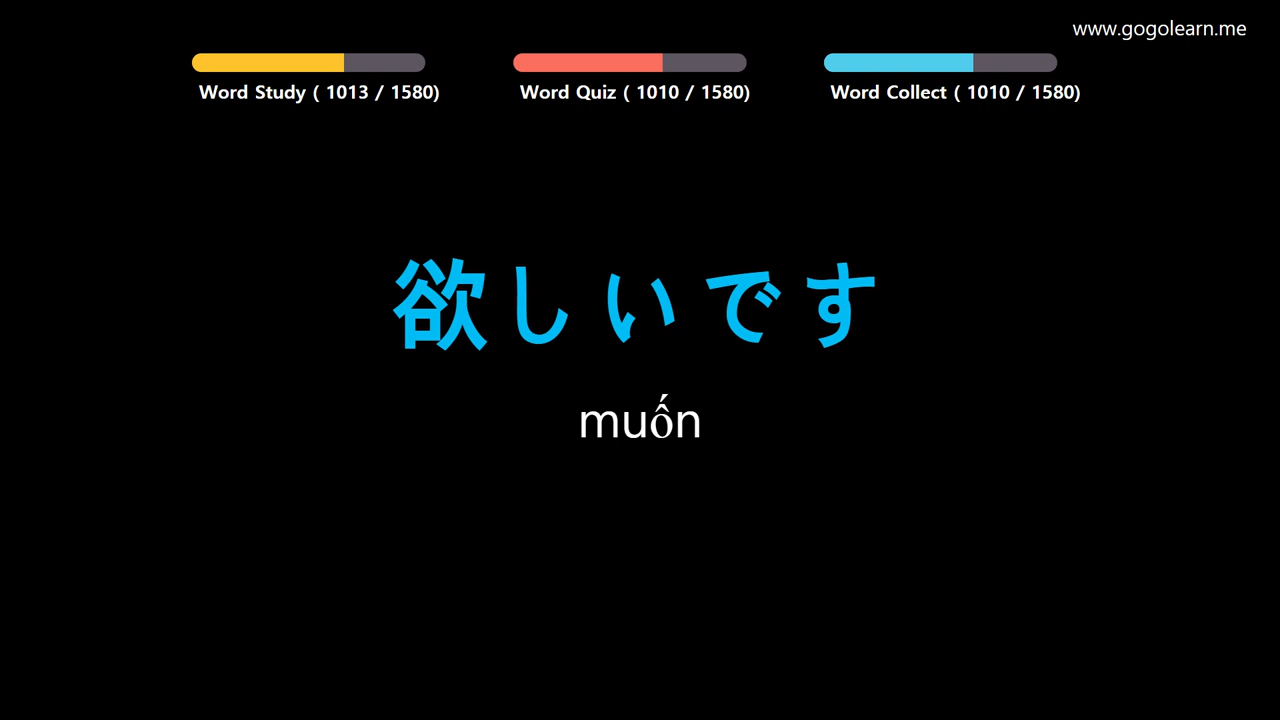 www.gogolearn.me
Word Study ( 1013 / 1580)
Word Quiz ( 1010 / 1580)
Word Collect ( 1010 / 1580)
欲しいです
muốn